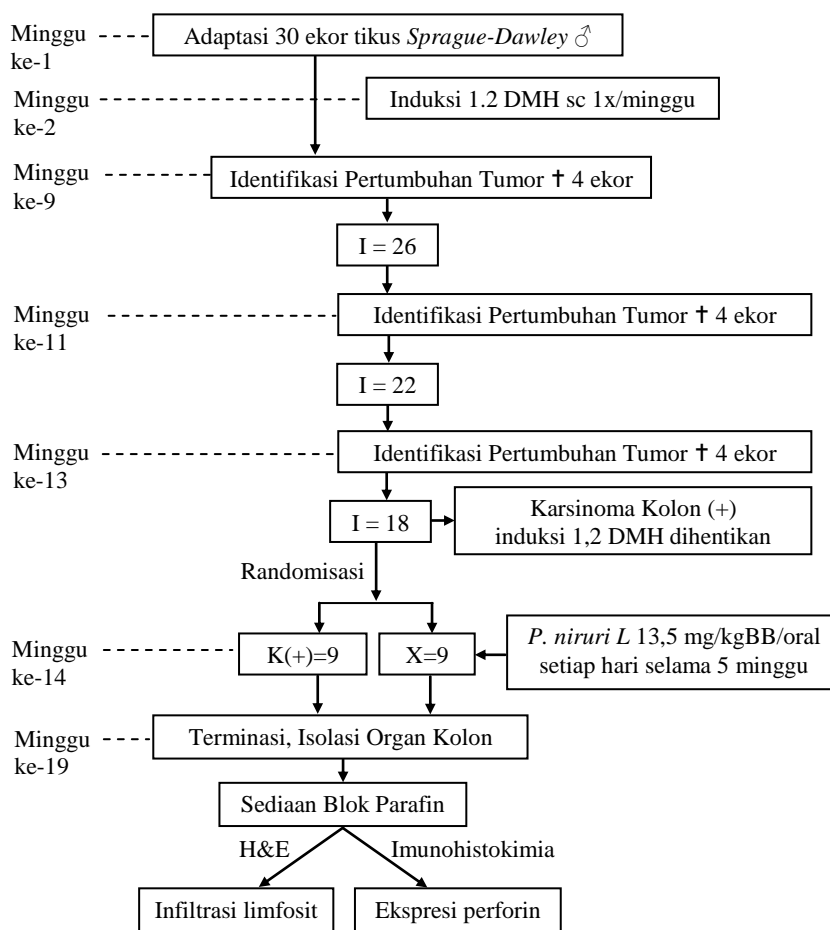 Minggu
ke-1
Adaptasi 30 ekor tikus Sprague-Dawley ♂
Minggu
ke-2
Induksi 1.2 DMH sc 1x/minggu
Minggu
ke-9
Identifikasi Pertumbuhan Tumor ✝ 4 ekor
I = 26
Minggu
ke-11
Identifikasi Pertumbuhan Tumor ✝ 4 ekor
I = 22
Minggu
ke-13
Identifikasi Pertumbuhan Tumor ✝ 4 ekor
I = 18
Karsinoma Kolon (+)
induksi 1,2 DMH dihentikan
Randomisasi
Minggu
ke-14
K(+)=9
X=9
P. niruri L 13,5 mg/kgBB/oral
setiap hari selama 5 minggu
Minggu
ke-19
Terminasi, Isolasi Organ Kolon
Sediaan Blok Parafin
H&E
Imunohistokimia
Infiltrasi limfosit
Ekspresi perforin